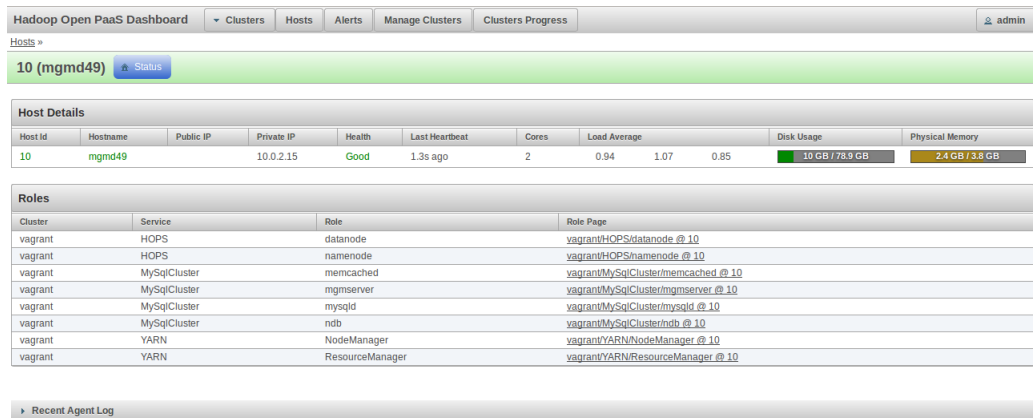 Hadoop Open PaaS Dashboard Clusters Hosts Alerts Manage Clusters Clusters Progress admin
Hosts »
10 (mgmd49) Status
Host Details
Host Id Hostname Public IP Private IP Health Last Heartbeat Cores Load Average Disk Usage Physical Memory
10 mgmd49 10.0.2.15 Good 1.3s ago 2 0.94 1.07 0.85 10 GB / 78.9 GB 2.4 GB / 3.8 GB
Roles
Cluster Service Role Role Page
vagrant HOPS datanode vagrant/HOPS/datanode @ 10
vagrant HOPS namenode vagrant/HOPS/namenode @ 10
vagrant MySqlCluster memcached vagrant/MySqlCluster/memcached @ 10
vagrant MySqlCluster mgmserver vagrant/MySqlCluster/mgmserver @ 10
vagrant MySqlCluster mysqld vagrant/MySqlCluster/mysqld @ 10
vagrant MySqlCluster ndb vagrant/MySqlCluster/ndb @ 10
vagrant YARN NodeManager vagrant/YARN/NodeManager @ 10
vagrant YARN ResourceManager vagrant/YARN/ResourceManager @ 10
Recent Agent Log